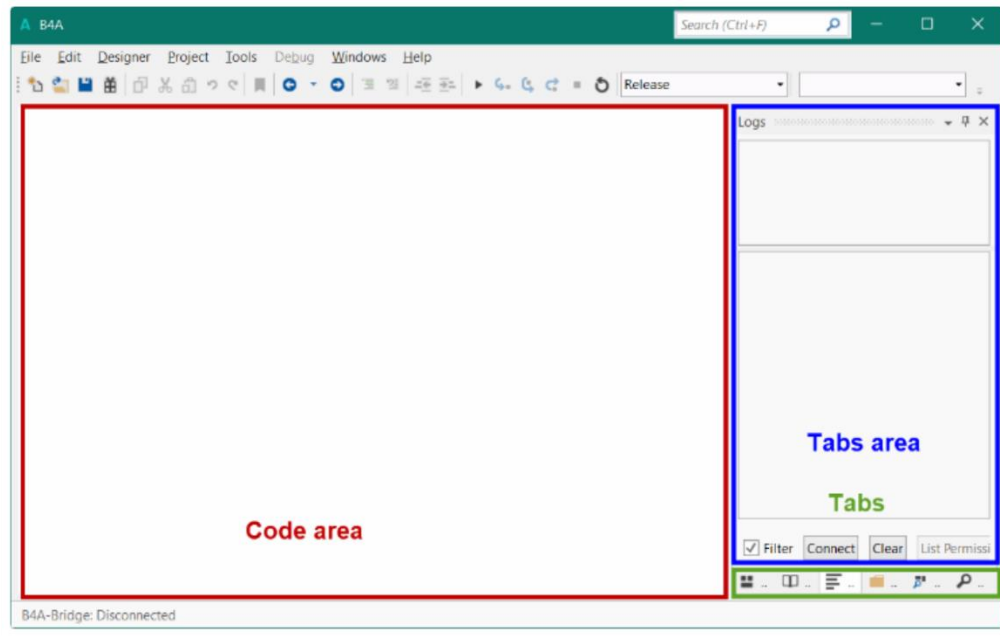 B4A
Search (Ctrl+F)
File Edit Designer Project Tools Debug Windows Help
Release
Logs
Tabs area
Tabs
Code area
Filter Connect Clear List Permissi
B4A-Bridge: Disconnected